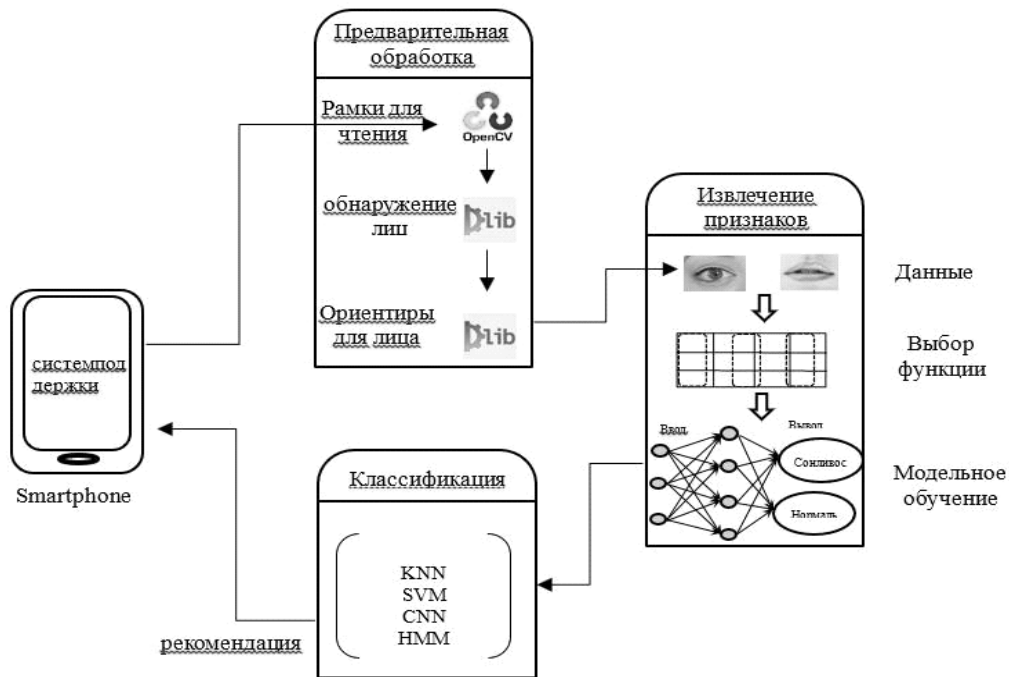 Предварительная
обработка
Рамки для
чтения
OpenCV
обнаружение
лиц
D-lib
Ориентиры
для лица
D-lib
Извлечение
признаков
Данные
Выбор
функции
Ввод
Вывод
Сонливос
Нормаль
Модельное
обучение
системпод
держки
Smartphone
Классификация
KNN
SVM
CNN
HMM
рекомендация